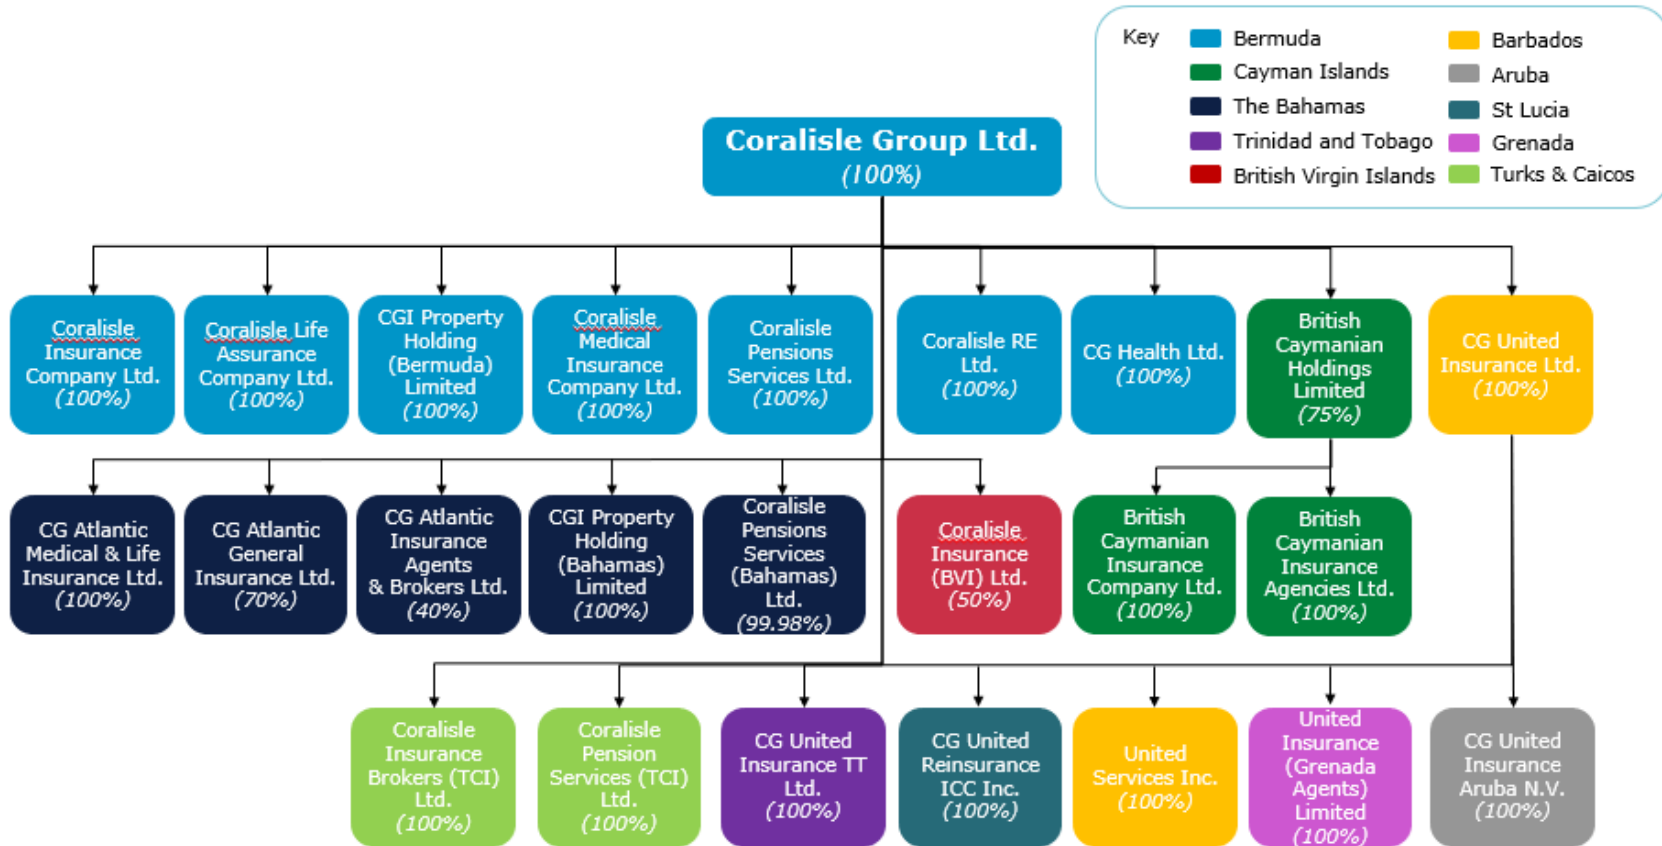 Key
Bermuda
Barbados
Cayman Islands
Aruba
The Bahamas
St Lucia
Trinidad and Tobago
Grenada
British Virgin Islands
Turks & Caicos
Coralisle Group Ltd.
(100%)
Coralisle
Insurance
Company Ltd.
(100%)
Coralisle Life
Assurance
Company Ltd.
(100%)
CGI Property
Holding
(Bermuda)
Limited
(100%)
Coralisle
Medical
Insurance
Company Ltd.
(100%)
Coralisle
Pensions
Services Ltd.
(100%)
Coralisle RE
Ltd.
(100%)
CG Health Ltd.
(100%)
British
Caymanian
Holdings
Limited
(75%)
CG United
Insurance Ltd.
(100%)
CG Atlantic
Medical & Life
Insurance Ltd.
(100%)
CG Atlantic
General
Insurance Ltd.
(70%)
CG Atlantic
Insurance
Agents
& Brokers Ltd.
(40%)
CGI Property
Holding
(Bahamas)
Limited
(100%)
Coralisle
Pensions
Services
(Bahamas)
Ltd.
(99.98%)
Coralisle
Insurance
(BVI) Ltd.
(50%)
British
Caymanian
Insurance
Company Ltd.
(100%)
British
Caymanian
Insurance
Agencies Ltd.
(100%)
Coralisle
Insurance
Brokers (TCI)
Ltd.
(100%)
Coralisle
Pension
Services (TCI)
Ltd.
(100%)
CG United
Insurance TT
Ltd.
(100%)
CG United
Reinsurance
ICC Inc.
(100%)
United
Services Inc.
(100%)
United
Insurance
(Grenada
Agents)
Limited
(100%)
CG United
Insurance
Aruba N.V.
(100%)